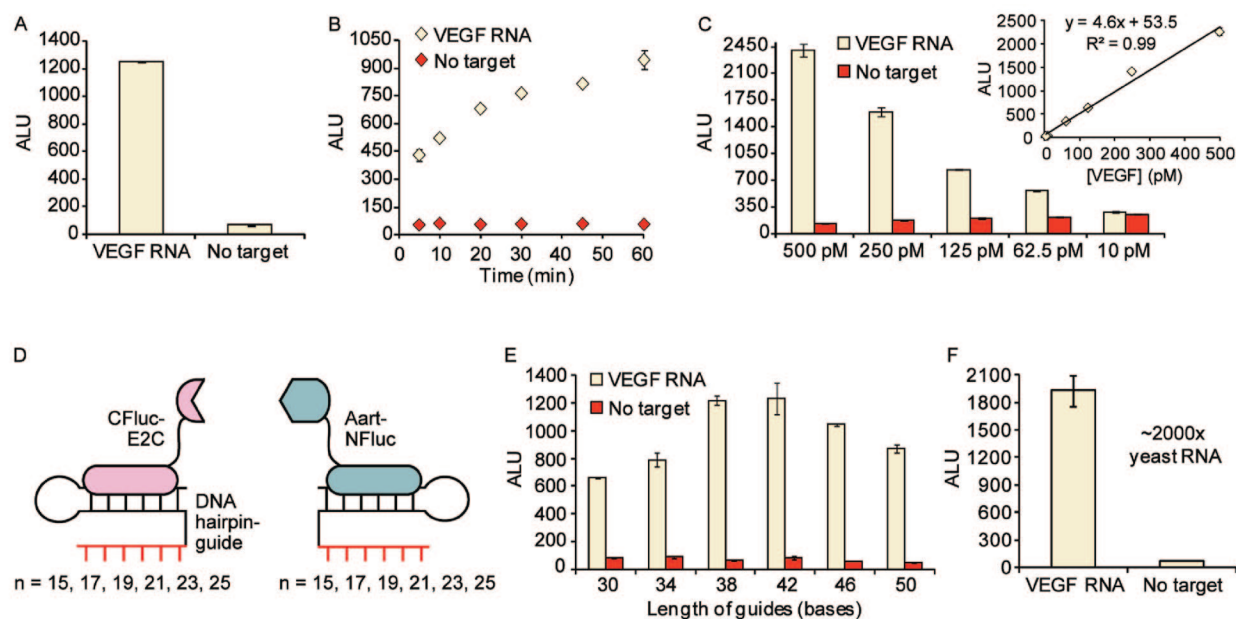 A
1400
1200
1000
800
600
400
200
0
ALU
VEGF RNA
No target
B
1050
900
750
600
450
300
150
0
ALU
VEGF RNA
No target
0 10 20 30 40 50 60
Time (min)
C
2450
2100
1750
1400
1050
700
350
0
ALU
VEGF RNA
No target
500 pM
250 pM
125 pM
62.5 pM
10 pM
2500
2000
1500
1000
500
0
ALU
y = 4.6x + 53.5
R² = 0.99
0 100 200 300 400 500
[VEGF] (pM)
D
CFluc-
E2C
DNA
hairpin-
guide
Aart-
NFluc
n = 15, 17, 19, 21, 23, 25
n = 15, 17, 19, 21, 23, 25
E
1400
1200
1000
800
600
400
200
0
ALU
VEGF RNA
No target
30 34 38 42 46 50
Length of guides (bases)
F
2100
1800
1500
1200
900
600
300
0
ALU
~2000x
yeast RNA
VEGF RNA
No target